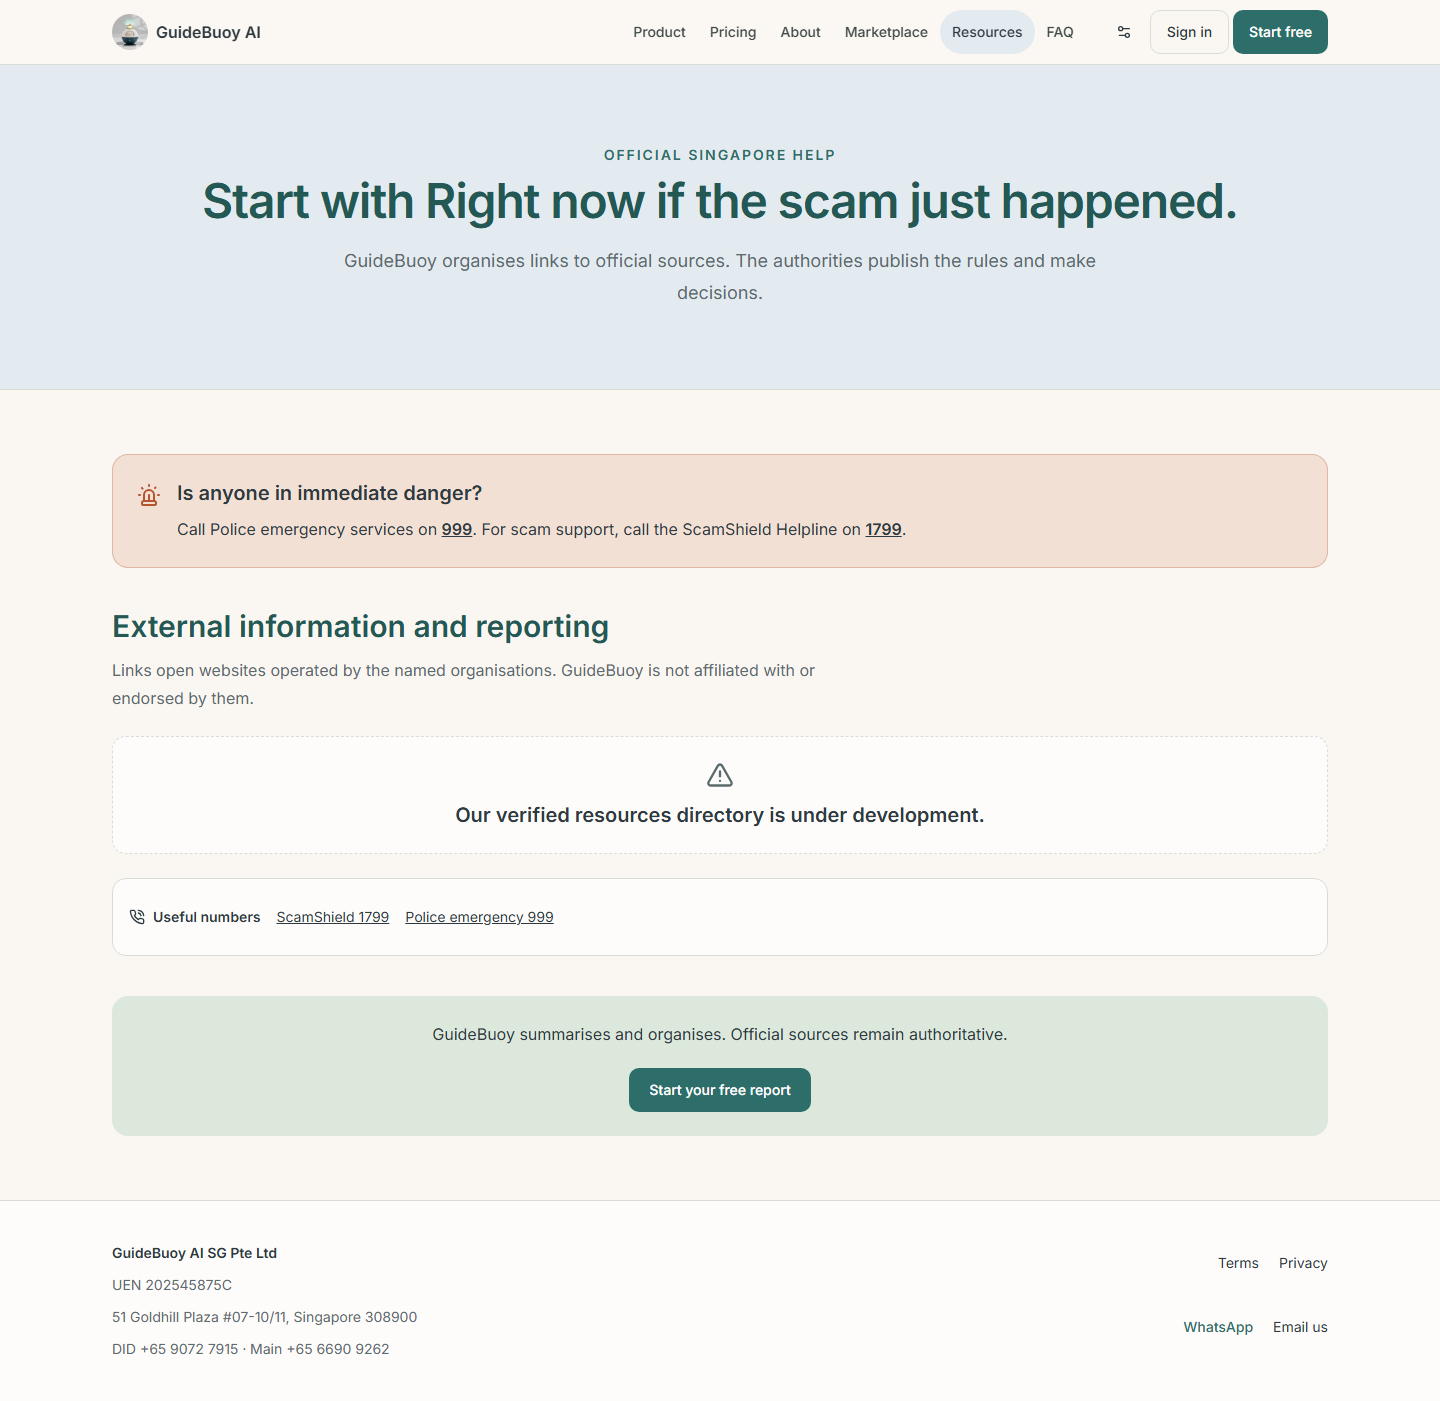 GuideBuoy AI
Product
Pricing
About
Marketplace
Resources
FAQ
Sign in
Start free
OFFICIAL SINGAPORE HELP
Start with Right now if the scam just happened.
GuideBuoy organises links to official sources. The authorities publish the rules and make
decisions.
Is anyone in immediate danger?
Call Police emergency services on 999. For scam support, call the ScamShield Helpline on 1799.
External information and reporting
Links open websites operated by the named organisations. GuideBuoy is not affiliated with or
endorsed by them.
Our verified resources directory is under development.
Useful numbers ScamShield 1799 Police emergency 999
GuideBuoy summarises and organises. Official sources remain authoritative.
Start your free report
GuideBuoy AI SG Pte Ltd
UEN 202545875C
51 Goldhill Plaza #07-10/11, Singapore 308900
DID +65 9072 7915 · Main +65 6690 9262
Terms Privacy
WhatsApp Email us